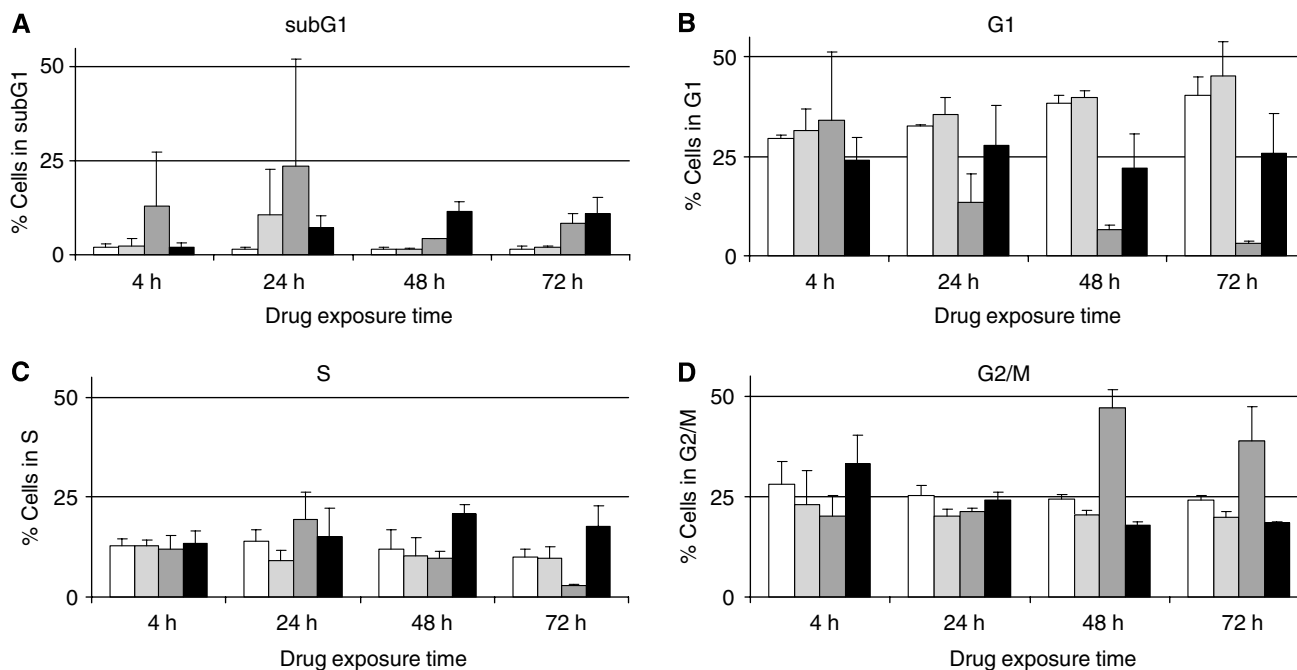 A
subG1
% Cells in subG1
50
25
0
4 h 24 h 48 h 72 h
Drug exposure time
B
G1
% Cells in G1
50
25
0
4 h 24 h 48 h 72 h
Drug exposure time
C
S
% Cells in S
50
25
0
4 h 24 h 48 h 72 h
Drug exposure time
D
G2/M
% Cells in G2/M
50
25
0
4 h 24 h 48 h 72 h
Drug exposure time